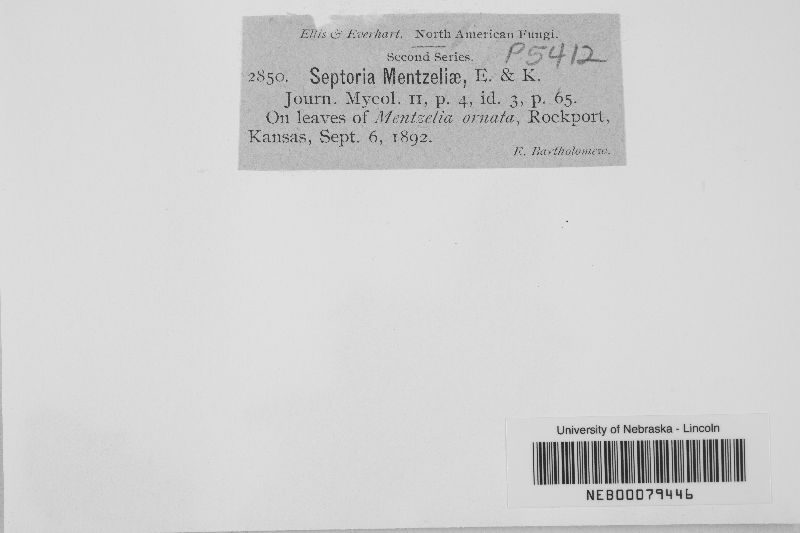 Ellis & Everhart. North American Fungi.
Second Series. P5412
2850. Septoria Mentzeliæ, E. & K.
Journ. Mycol. II, p. 4, id. 3, p. 65.
On leaves of Mentzelia ornata, Rockport,
Kansas, Sept. 6, 1892.
E. Bartholomew.
University of Nebraska - Lincoln
NEB00079446